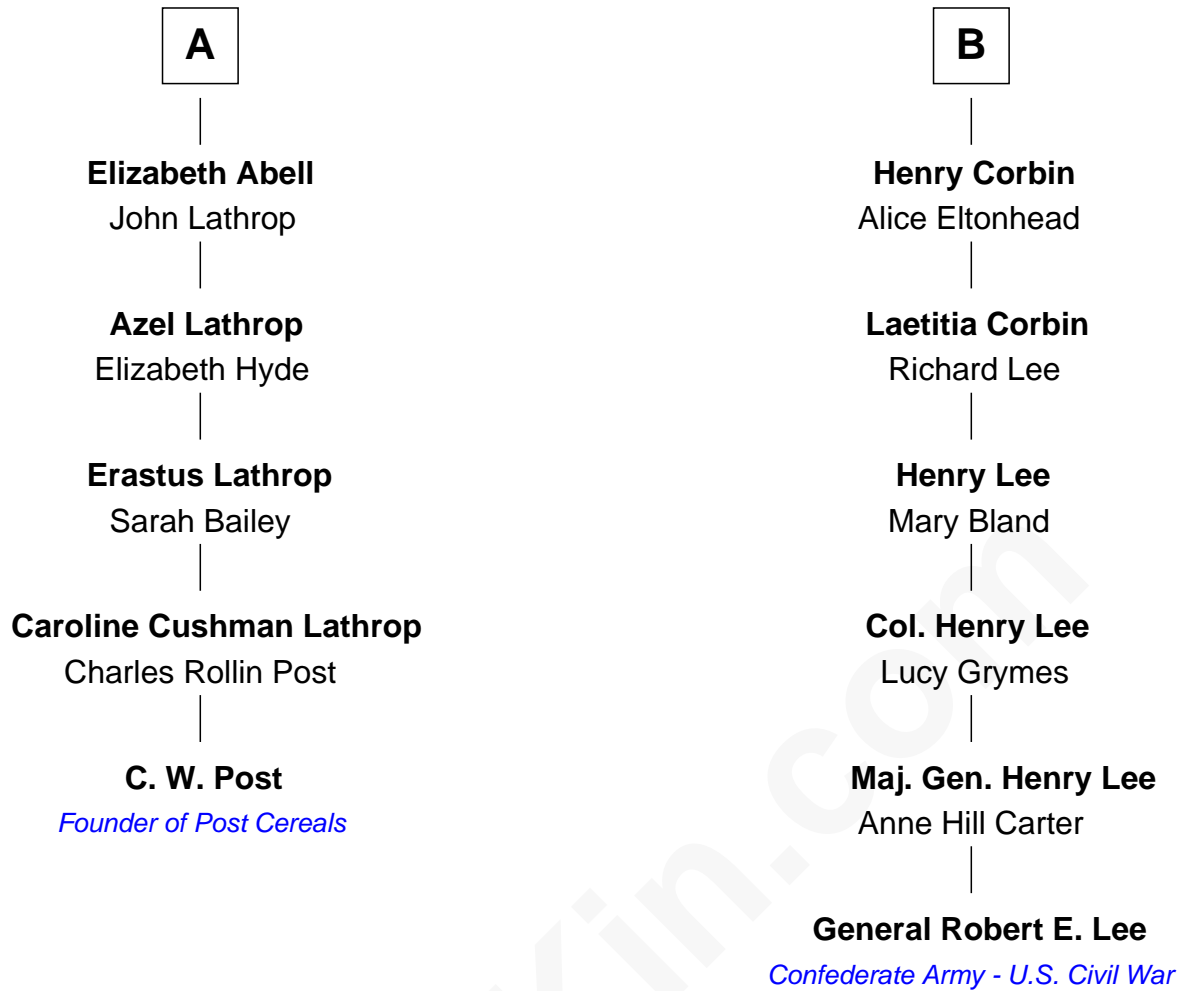 A
Elizabeth Abell
John Lathrop
Azel Lathrop
Elizabeth Hyde
Erastus Lathrop
Sarah Bailey
Caroline Cushman Lathrop
Charles Rollin Post
C. W. Post
Founder of Post Cereals
B
Henry Corbin
Alice Eltonhead
Laetitia Corbin
Richard Lee
Henry Lee
Mary Bland
Col. Henry Lee
Lucy Grymes
Maj. Gen. Henry Lee
Anne Hill Carter
General Robert E. Lee
Confederate Army - U.S. Civil War